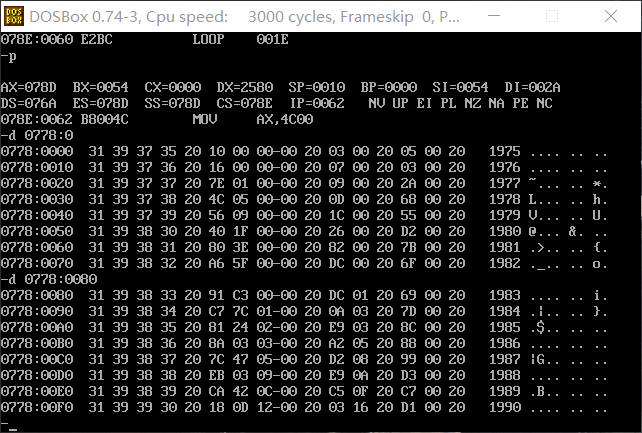 DOSBox 0.74-3, Cpu speed:    3000 cycles, Frameskip  0, P...
078E:0060 E2BC          LOOP    001E
-p

AX=078D  BX=0054  CX=0000  DX=2580  SP=0010  BP=0000  SI=0054  DI=002A
DS=076A  ES=078D  SS=078D  CS=078E  IP=0062   NV UP EI PL NZ NA PE NC
078E:0062 B8004C        MOV     AX,4C00
-d 0778:0
0778:0000  31 39 37 35 20 10 00 00-00 20 03 00 20 05 00 20   1975 .... .. ..
0778:0010  31 39 37 36 20 16 00 00-00 20 07 00 20 03 00 20   1976 .... .. ..
0778:0020  31 39 37 37 20 7E 01 00-00 20 09 00 20 2A 00 20   1977 ~... .. *.
0778:0030  31 39 37 38 20 4C 05 00-00 20 0D 00 20 68 00 20   1978 L... .. h.
0778:0040  31 39 37 39 20 56 09 00-00 20 1C 00 20 55 00 20   1979 V... .. U.
0778:0050  31 39 38 30 20 40 1F 00-00 20 26 00 20 D2 00 20   1980 @... &. ..
0778:0060  31 39 38 31 20 80 3E 00-00 20 82 00 20 7B 00 20   1981 .>.. .. {.
0778:0070  31 39 38 32 20 A6 5F 00-00 20 DC 00 20 6F 00 20   1982 ._.. .. o.
-d 0778:0080
0778:0080  31 39 38 33 20 91 C3 00-00 20 DC 01 20 69 00 20   1983 .... .. i.
0778:0090  31 39 38 34 20 C7 7C 01-00 20 0A 03 20 7D 00 20   1984 .|.. .. }.
0778:00A0  31 39 38 35 20 81 24 02-00 20 E9 03 20 8C 00 20   1985 .$.. .. ..
0778:00B0  31 39 38 36 20 8A 03 03-00 20 A2 05 20 88 00 20   1986 .... .. ..
0778:00C0  31 39 38 37 20 7C 47 05-00 20 D2 08 20 99 00 20   1987 |G.. .. ..
0778:00D0  31 39 38 38 20 EB 03 09-00 20 E9 0A 20 D3 00 20   1988 .... .. ..
0778:00E0  31 39 38 39 20 CA 42 0C-00 20 C5 0F 20 C7 00 20   1989 .B.. .. ..
0778:00F0  31 39 39 30 20 18 0D 12-00 20 03 16 20 D1 00 20   1990 .... .. ..
-_